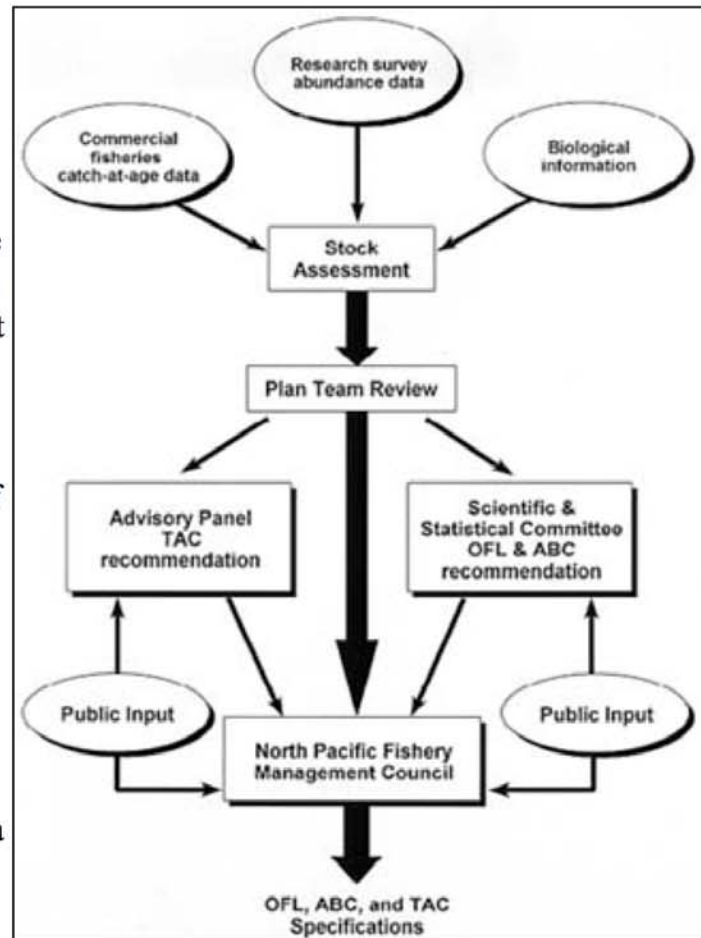 Research survey
abundance data
Commercial
fisheries
catch-at-age data
Biological
information
Stock
Assessment
Plan Team Review
Advisory Panel
TAC
recommendation
Scientific &
Statistical Committee
OFL & ABC
recommendation
Public Input
Public Input
North Pacific Fishery
Management Council
OFL, ABC, and TAC
Specifications